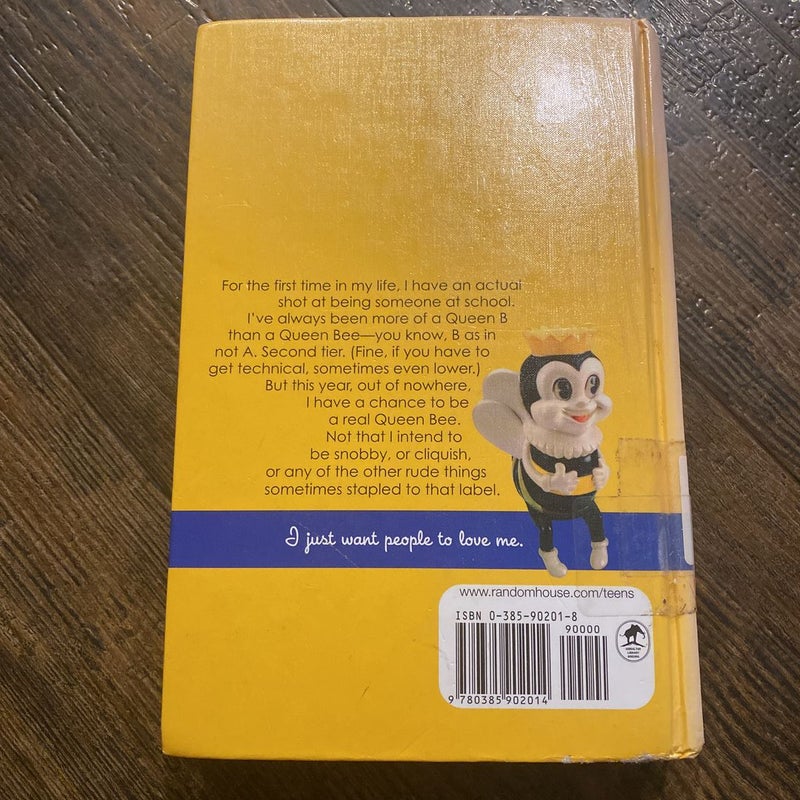 For the first time in my life, I have an actual
shot at being someone at school.
I've always been more of a Queen B
than a Queen Bee—you know, B as in
not A. Second tier. (Fine, if you have to
get technical, sometimes even lower.)
But this year, out of nowhere,
I have a chance to be
a real Queen Bee.
Not that I intend to
be snobby, or cliquish,
or any of the other rude things
sometimes stapled to that label.
I just want people to love me.
www.randomhouse.com/teens
ISBN 0-385-90201-8
90000
9 780385 902014
LIBRARY